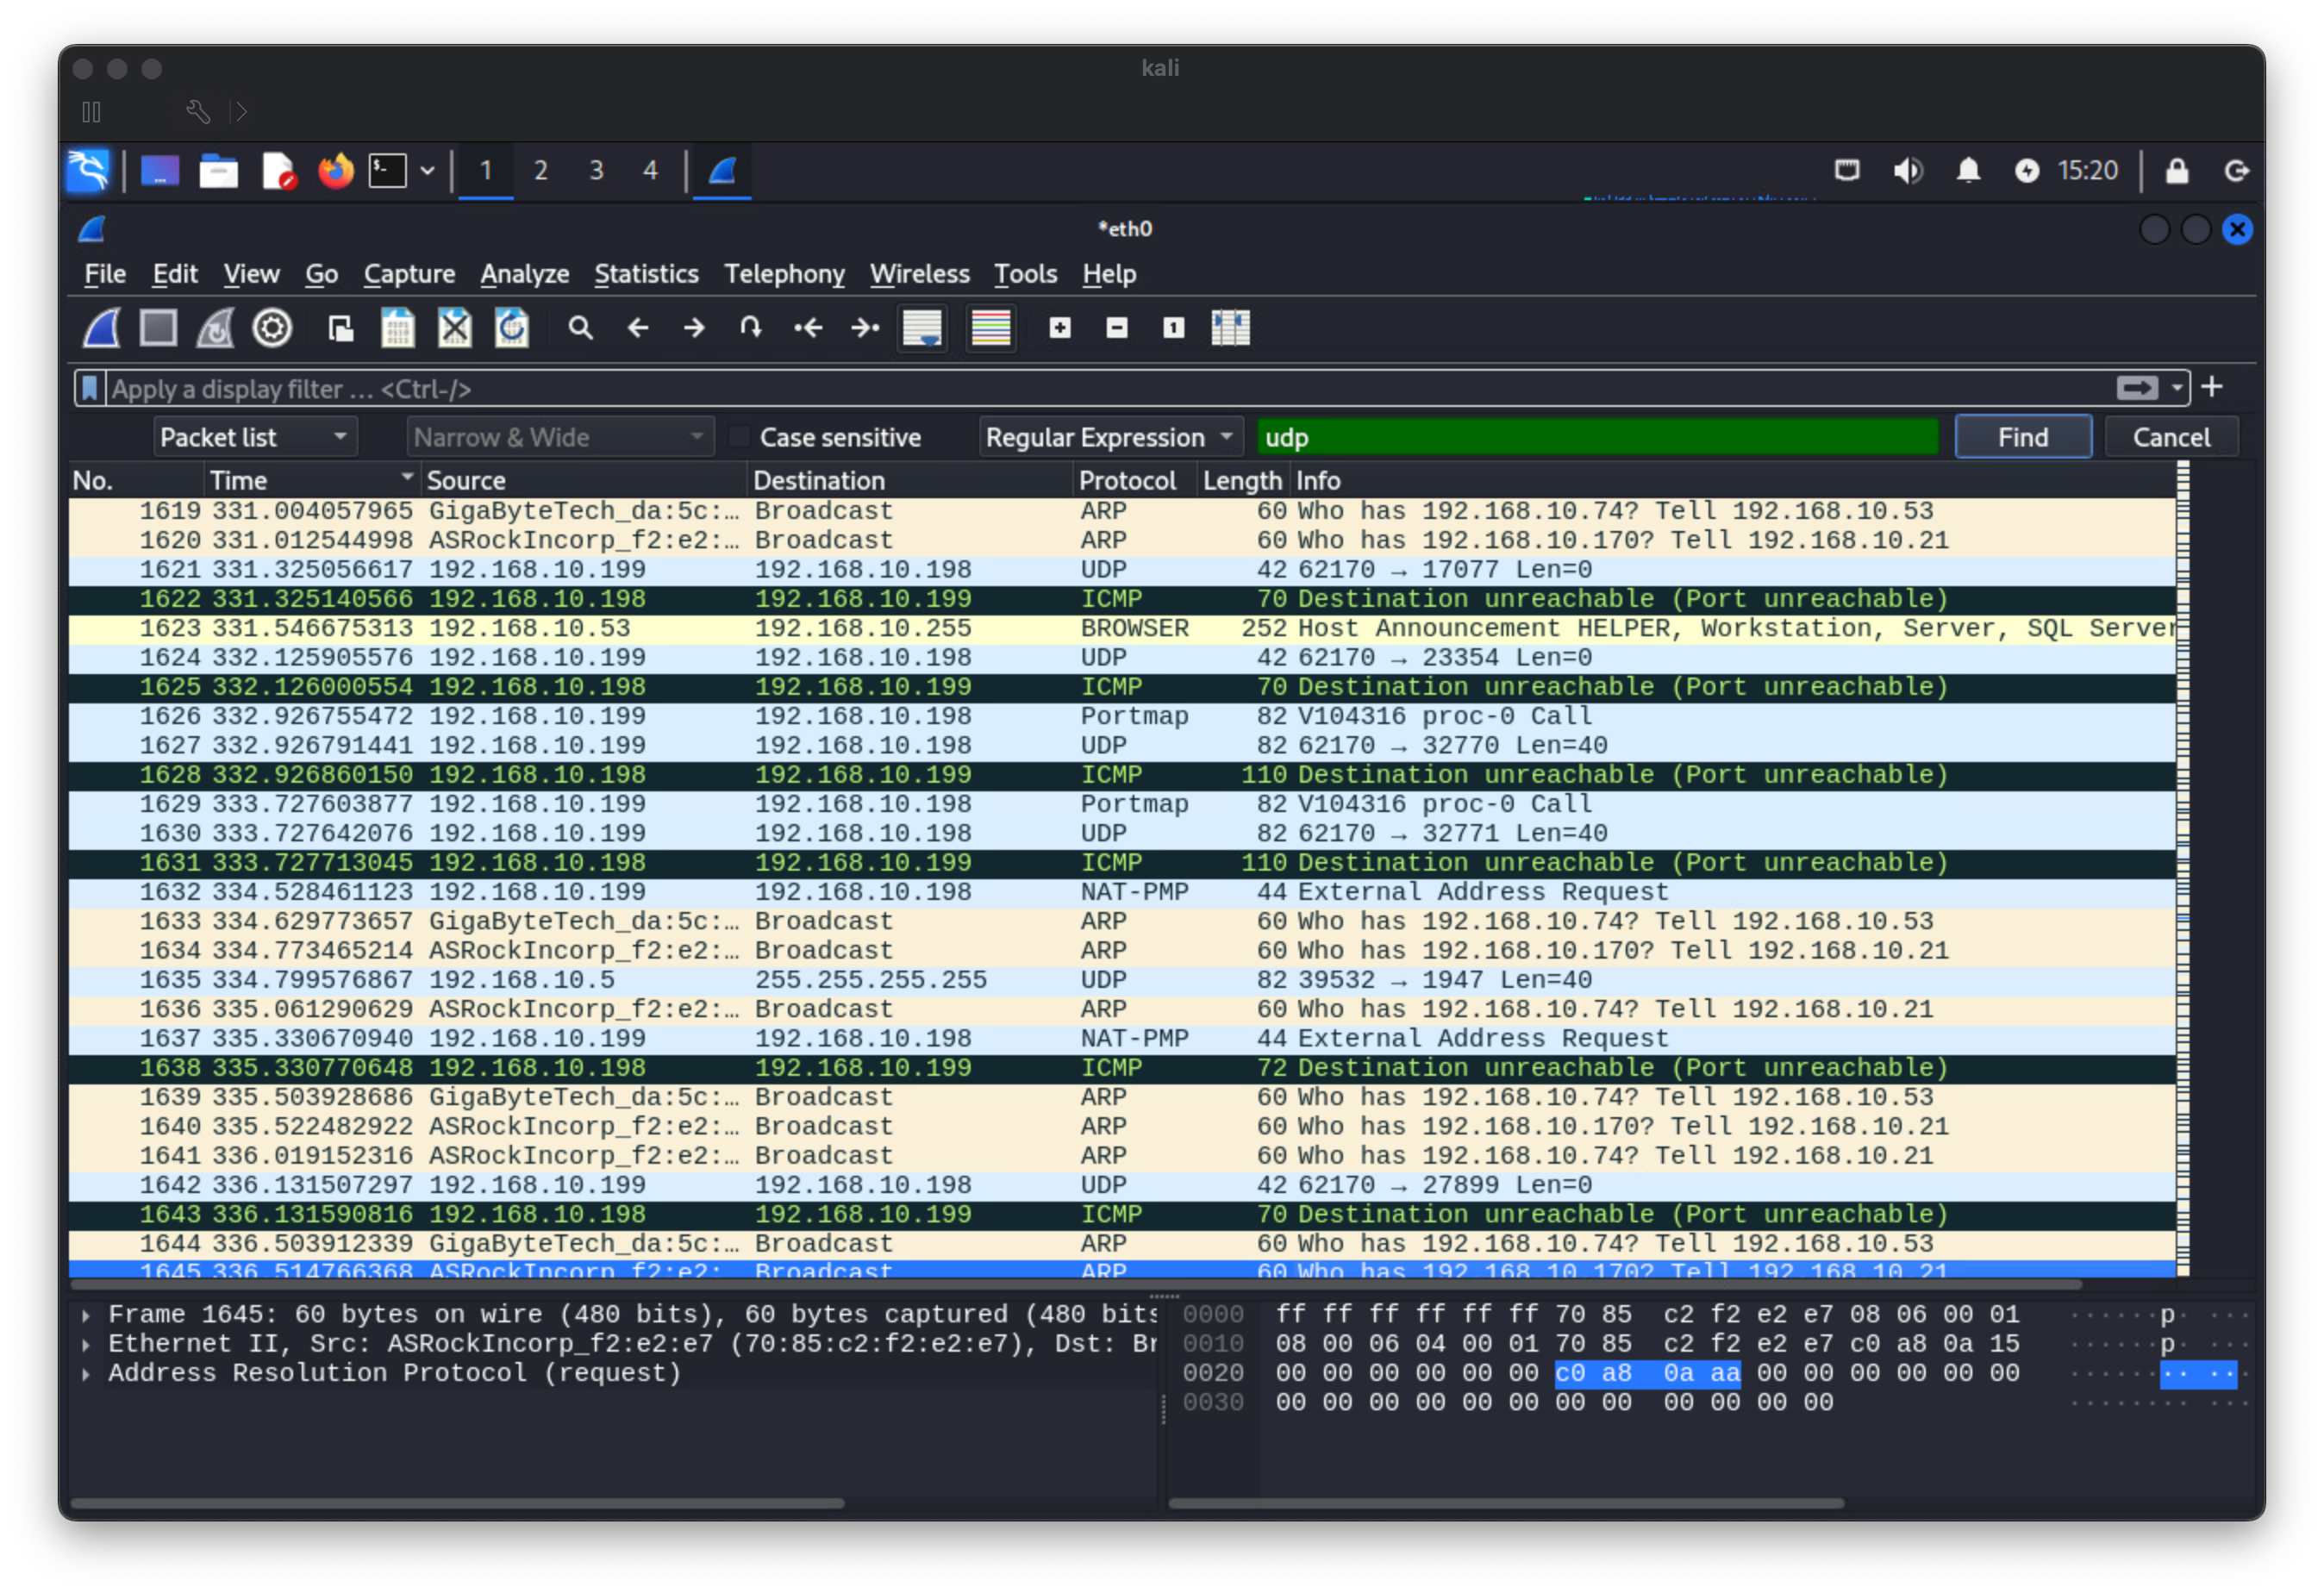 kali
1 2 3 4 15:20
*eth0
File Edit View Go Capture Analyze Statistics Telephony Wireless Tools Help
Apply a display filter … <Ctrl-/>
Packet list Narrow & Wide Case sensitive Regular Expression udp Find Cancel
No. Time Source Destination Protocol Length Info
1619 331.004057965 GigaByteTech_da:5c:… Broadcast ARP 60 Who has 192.168.10.74? Tell 192.168.10.53
1620 331.012544998 ASRockIncorp_f2:e2:… Broadcast ARP 60 Who has 192.168.10.170? Tell 192.168.10.21
1621 331.325056617 192.168.10.199 192.168.10.198 UDP 42 62170 → 17077 Len=0
1622 331.325140566 192.168.10.198 192.168.10.199 ICMP 70 Destination unreachable (Port unreachable)
1623 331.546675313 192.168.10.53 192.168.10.255 BROWSER 252 Host Announcement HELPER, Workstation, Server, SQL Server
1624 332.125905576 192.168.10.199 192.168.10.198 UDP 42 62170 → 23354 Len=0
1625 332.126000554 192.168.10.198 192.168.10.199 ICMP 70 Destination unreachable (Port unreachable)
1626 332.926755472 192.168.10.199 192.168.10.198 Portmap 82 V104316 proc-0 Call
1627 332.926791441 192.168.10.199 192.168.10.198 UDP 82 62170 → 32770 Len=40
1628 332.926860150 192.168.10.198 192.168.10.199 ICMP 110 Destination unreachable (Port unreachable)
1629 333.727603877 192.168.10.199 192.168.10.198 Portmap 82 V104316 proc-0 Call
1630 333.727642076 192.168.10.199 192.168.10.198 UDP 82 62170 → 32771 Len=40
1631 333.727713045 192.168.10.198 192.168.10.199 ICMP 110 Destination unreachable (Port unreachable)
1632 334.528461123 192.168.10.199 192.168.10.198 NAT-PMP 44 External Address Request
1633 334.629773657 GigaByteTech_da:5c:… Broadcast ARP 60 Who has 192.168.10.74? Tell 192.168.10.53
1634 334.773465214 ASRockIncorp_f2:e2:… Broadcast ARP 60 Who has 192.168.10.170? Tell 192.168.10.21
1635 334.799576867 192.168.10.5 255.255.255.255 UDP 82 39532 → 1947 Len=40
1636 335.061290629 ASRockIncorp_f2:e2:… Broadcast ARP 60 Who has 192.168.10.74? Tell 192.168.10.21
1637 335.330670940 192.168.10.199 192.168.10.198 NAT-PMP 44 External Address Request
1638 335.330770648 192.168.10.198 192.168.10.199 ICMP 72 Destination unreachable (Port unreachable)
1639 335.503928686 GigaByteTech_da:5c:… Broadcast ARP 60 Who has 192.168.10.74? Tell 192.168.10.53
1640 335.522482922 ASRockIncorp_f2:e2:… Broadcast ARP 60 Who has 192.168.10.170? Tell 192.168.10.21
1641 336.019152316 ASRockIncorp_f2:e2:… Broadcast ARP 60 Who has 192.168.10.74? Tell 192.168.10.21
1642 336.131507297 192.168.10.199 192.168.10.198 UDP 42 62170 → 27899 Len=0
1643 336.131590816 192.168.10.198 192.168.10.199 ICMP 70 Destination unreachable (Port unreachable)
1644 336.503912339 GigaByteTech_da:5c:… Broadcast ARP 60 Who has 192.168.10.74? Tell 192.168.10.53
1645 336.514766368 ASRockIncorp_f2:e2: Broadcast ARP 60 Who has 192.168.10.170? Tell 192.168.10.21
Frame 1645: 60 bytes on wire (480 bits), 60 bytes captured (480 bits
Ethernet II, Src: ASRockIncorp_f2:e2:e7 (70:85:c2:f2:e2:e7), Dst: Br
Address Resolution Protocol (request)
0000 ff ff ff ff ff ff 70 85 c2 f2 e2 e7 08 06 00 01 ······p· ···
0010 08 00 06 04 00 01 70 85 c2 f2 e2 e7 c0 a8 0a 15 ······p· ···
0020 00 00 00 00 00 00 c0 a8 0a aa 00 00 00 00 00 00 ········ ···
0030 00 00 00 00 00 00 00 00 00 00 00 00 ········ ···